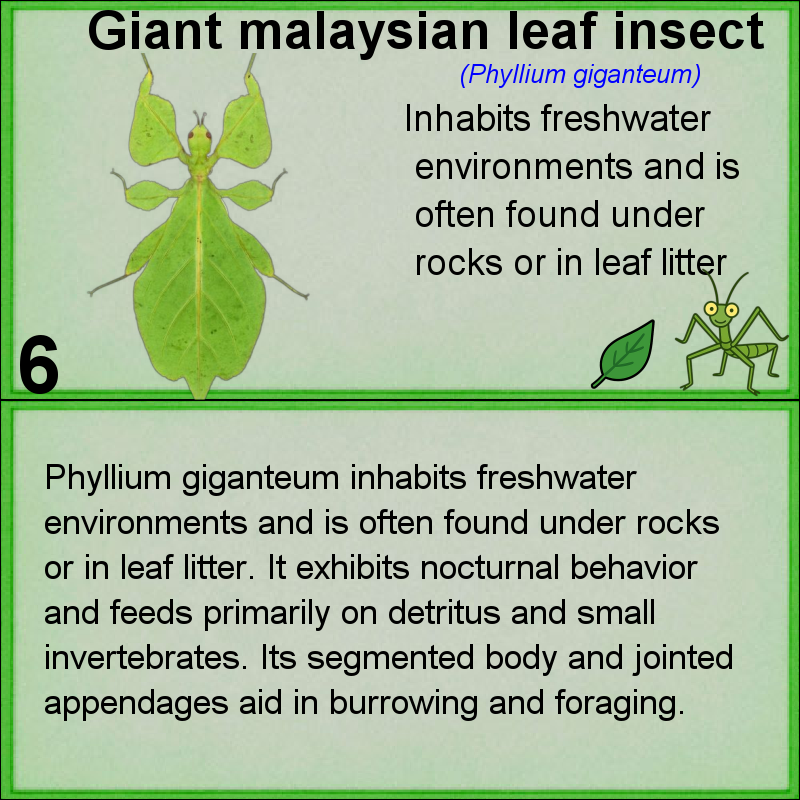 Giant malaysian leaf insect
(Phyllium giganteum)
Inhabits freshwater
environments and is
often found under
rocks or in leaf litter
6
Phyllium giganteum inhabits freshwater
environments and is often found under rocks
or in leaf litter. It exhibits nocturnal behavior
and feeds primarily on detritus and small
invertebrates. Its segmented body and jointed
appendages aid in burrowing and foraging.